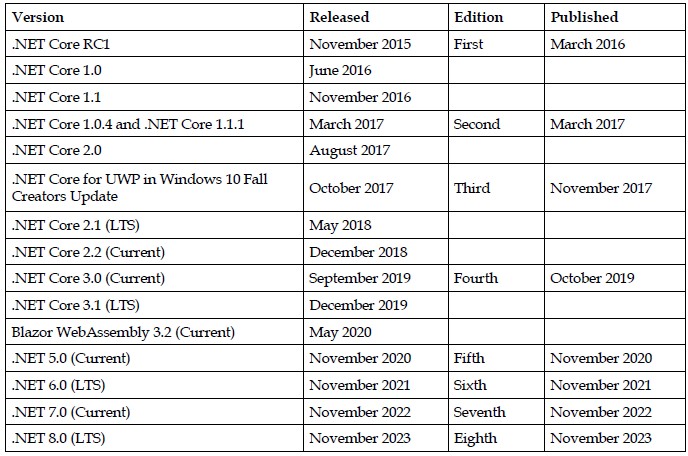 Version Released Edition Published
.NET Core RC1 November 2015 First March 2016
.NET Core 1.0 June 2016
.NET Core 1.1 November 2016
.NET Core 1.0.4 and .NET Core 1.1.1 March 2017 Second March 2017
.NET Core 2.0 August 2017
.NET Core for UWP in Windows 10 Fall
Creators Update October 2017 Third November 2017
.NET Core 2.1 (LTS) May 2018
.NET Core 2.2 (Current) December 2018
.NET Core 3.0 (Current) September 2019 Fourth October 2019
.NET Core 3.1 (LTS) December 2019
Blazor WebAssembly 3.2 (Current) May 2020
.NET 5.0 (Current) November 2020 Fifth November 2020
.NET 6.0 (LTS) November 2021 Sixth November 2021
.NET 7.0 (Current) November 2022 Seventh November 2022
.NET 8.0 (LTS) November 2023 Eighth November 2023